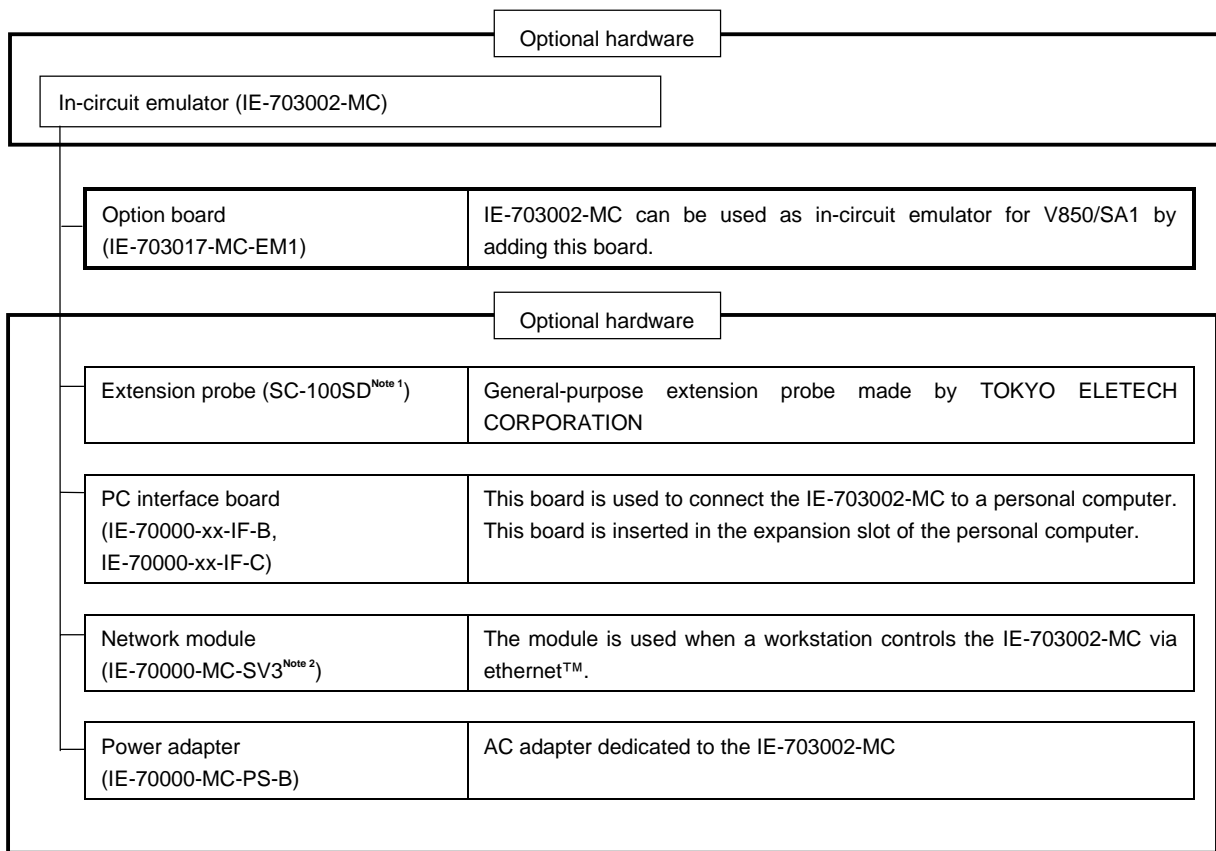 Optional hardware
In-circuit emulator (IE-703002-MC)
Option board
(IE-703017-MC-EM1)
IE-703002-MC can be used as in-circuit emulator for V850/SA1 by
adding this board.
Optional hardware
Extension probe (SC-100SDNote 1)
General-purpose extension probe made by TOKYO ELETECH
CORPORATION
PC interface board
(IE-70000-xx-IF-B,
IE-70000-xx-IF-C)
This board is used to connect the IE-703002-MC to a personal computer.
This board is inserted in the expansion slot of the personal computer.
Network module
(IE-70000-MC-SV3Note 2)
The module is used when a workstation controls the IE-703002-MC via
ethernet™.
Power adapter
(IE-70000-MC-PS-B)
AC adapter dedicated to the IE-703002-MC